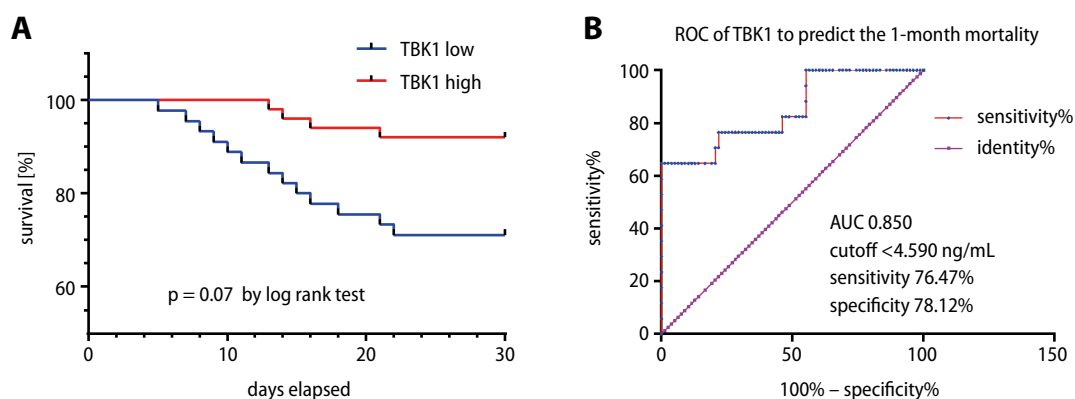 A
TBK1 low
TBK1 high
survival [%]
100
80
60
p = 0.07 by log rank test
0
10
20
30
days elapsed
B
ROC of TBK1 to predict the 1-month mortality
sensitivity%
100
80
60
40
20
0
sensitivity%
identity%
AUC 0.850
cutoff <4.590 ng/mL
sensitivity 76.47%
specificity 78.12%
0
50
100
150
100% – specificity%